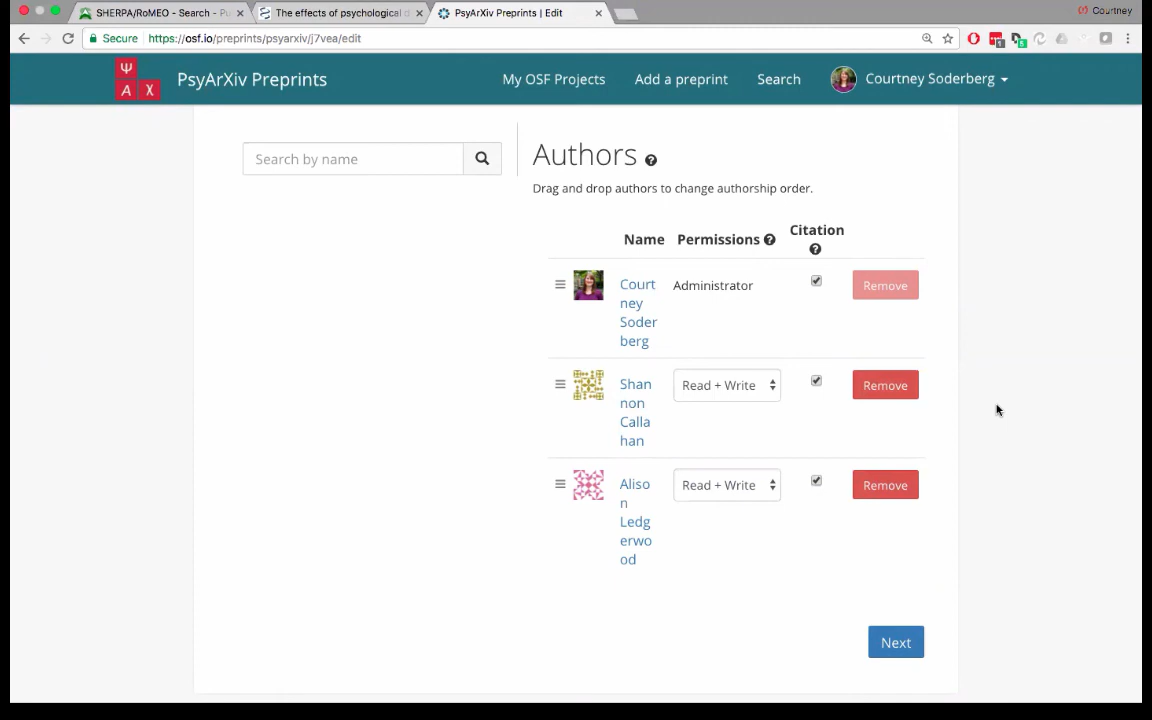 SHERPA/RoMEO - Search - Pu
The effects of psychological d
PsyArXiv Preprints | Edit
Courtney
Secure
https://osf.io/preprints/psyarxiv/j7vea/edit
Ψ
A χ
PsyArXiv Preprints
My OSF Projects
Add a preprint
Search
Courtney Soderberg
Search by name
Authors
Drag and drop authors to change authorship order.
Name
Permissions
Citation
Court
ney
Soder
berg
Administrator
Remove
Shan
non
Calla
han
Read + Write
Remove
Aliso
n
Ledg
erwo
od
Read + Write
Remove
Next